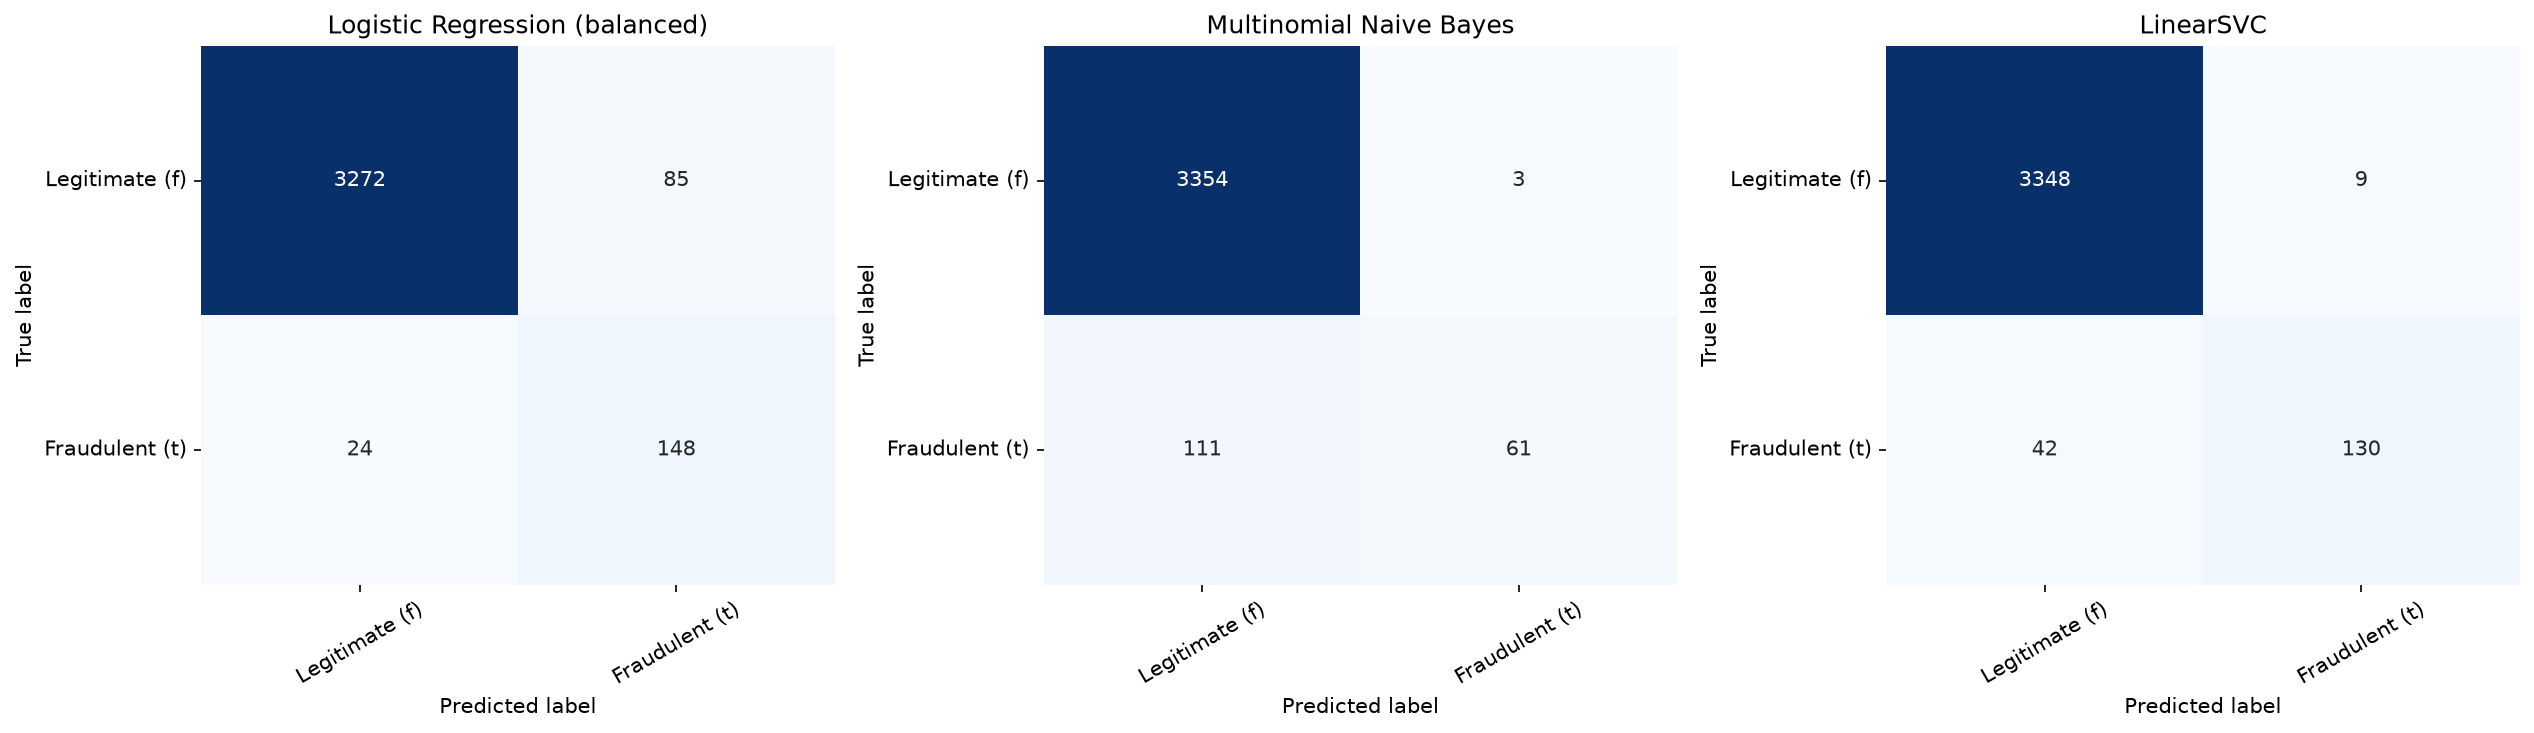 Logistic Regression (balanced)
True label
Legitimate (f)
3272
85
Fraudulent (t)
24
148
Legitimate (f)
Fraudulent (t)
Predicted label
Multinomial Naive Bayes
True label
Legitimate (f)
3354
3
Fraudulent (t)
111
61
Legitimate (f)
Fraudulent (t)
Predicted label
LinearSVC
True label
Legitimate (f)
3348
9
Fraudulent (t)
42
130
Legitimate (f)
Fraudulent (t)
Predicted label